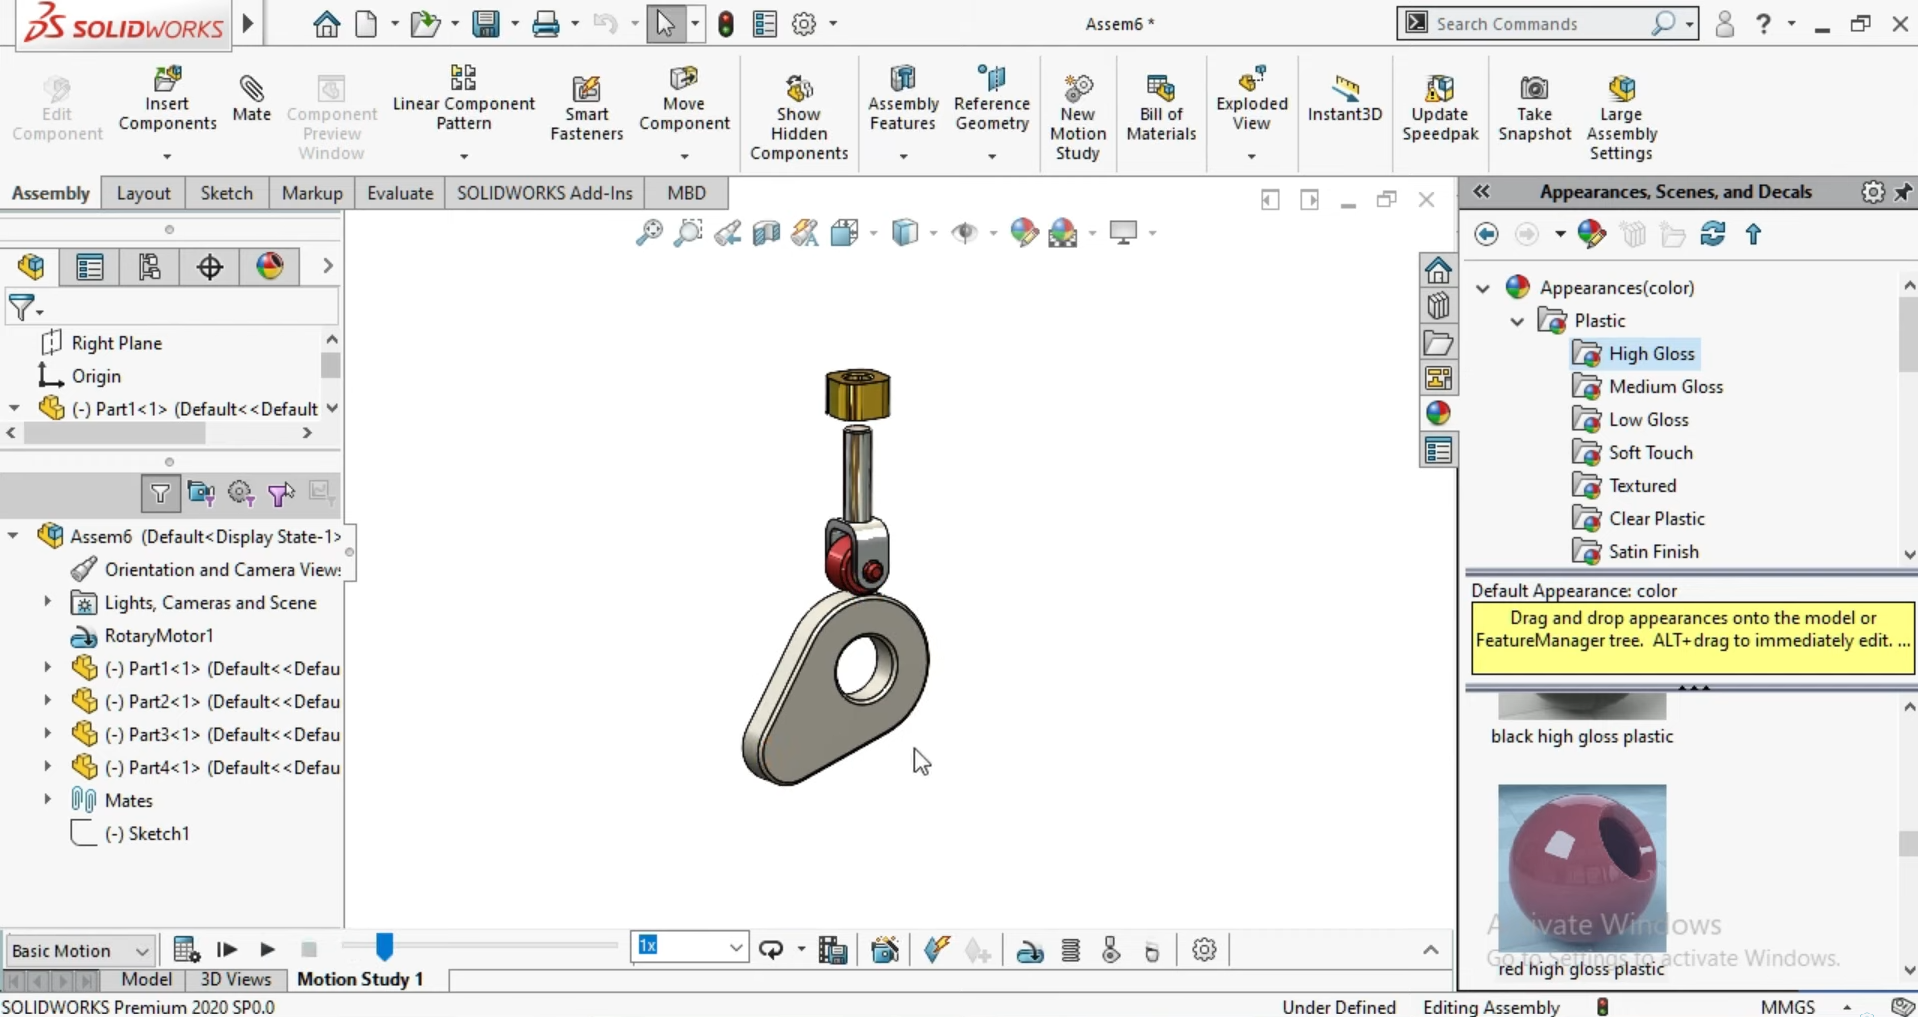 SOLIDWORKS
Assem6 *
Search Commands
?
Edit
Component
Insert
Components
Mate
Component
Preview
Window
Linear Component
Pattern
Smart
Fasteners
Move
Component
Show
Hidden
Components
Assembly
Features
Reference
Geometry
New
Motion
Study
Bill of
Materials
Exploded
View
Instant3D
Update
Speedpak
Take
Snapshot
Large
Assembly
Settings
Assembly
Layout
Sketch
Markup
Evaluate
SOLIDWORKS Add-Ins
MBD
Appearances, Scenes, and Decals
Right Plane
Origin
(-) Part1<1> (Default<<Default
Assem6 (Default<Display State-1>
Orientation and Camera Views
Lights, Cameras and Scene
RotaryMotor1
(-) Part1<1> (Default<<Defau
(-) Part2<1> (Default<<Defau
(-) Part3<1> (Default<<Defau
(-) Part4<1> (Default<<Defau
Mates
(-) Sketch1
Appearances(color)
Plastic
High Gloss
Medium Gloss
Low Gloss
Soft Touch
Textured
Clear Plastic
Satin Finish
Default Appearance: color
Drag and drop appearances onto the model or
FeatureManager tree. ALT+drag to immediately edit. ...
black high gloss plastic
Activate Windows
Go to Settings to activate Windows.
red high gloss plastic
Basic Motion
1x
Model
3D Views
Motion Study 1
SOLIDWORKS Premium 2020 SP0.0
Under Defined
Editing Assembly
MMGS